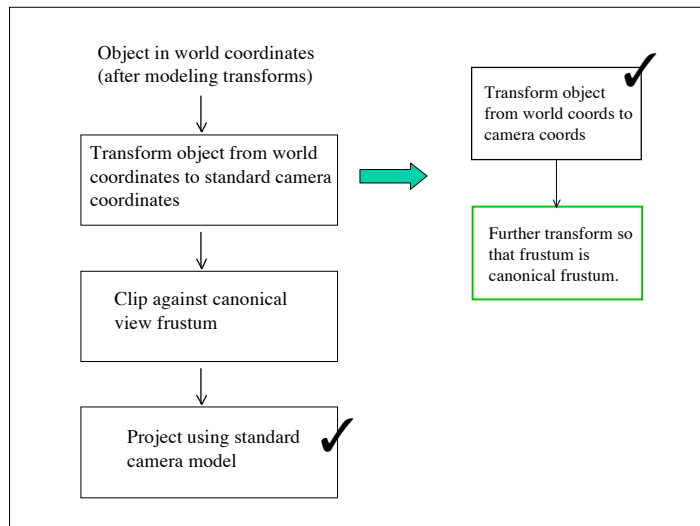 Object in world coordinates
(after modeling transforms)
Transform object from world
coordinates to standard camera
coordinates
Clip against canonical
view frustum
Project using standard
camera model
Transform object
from world coords to
camera coords
Further transform so
that frustum is
canonical frustum.